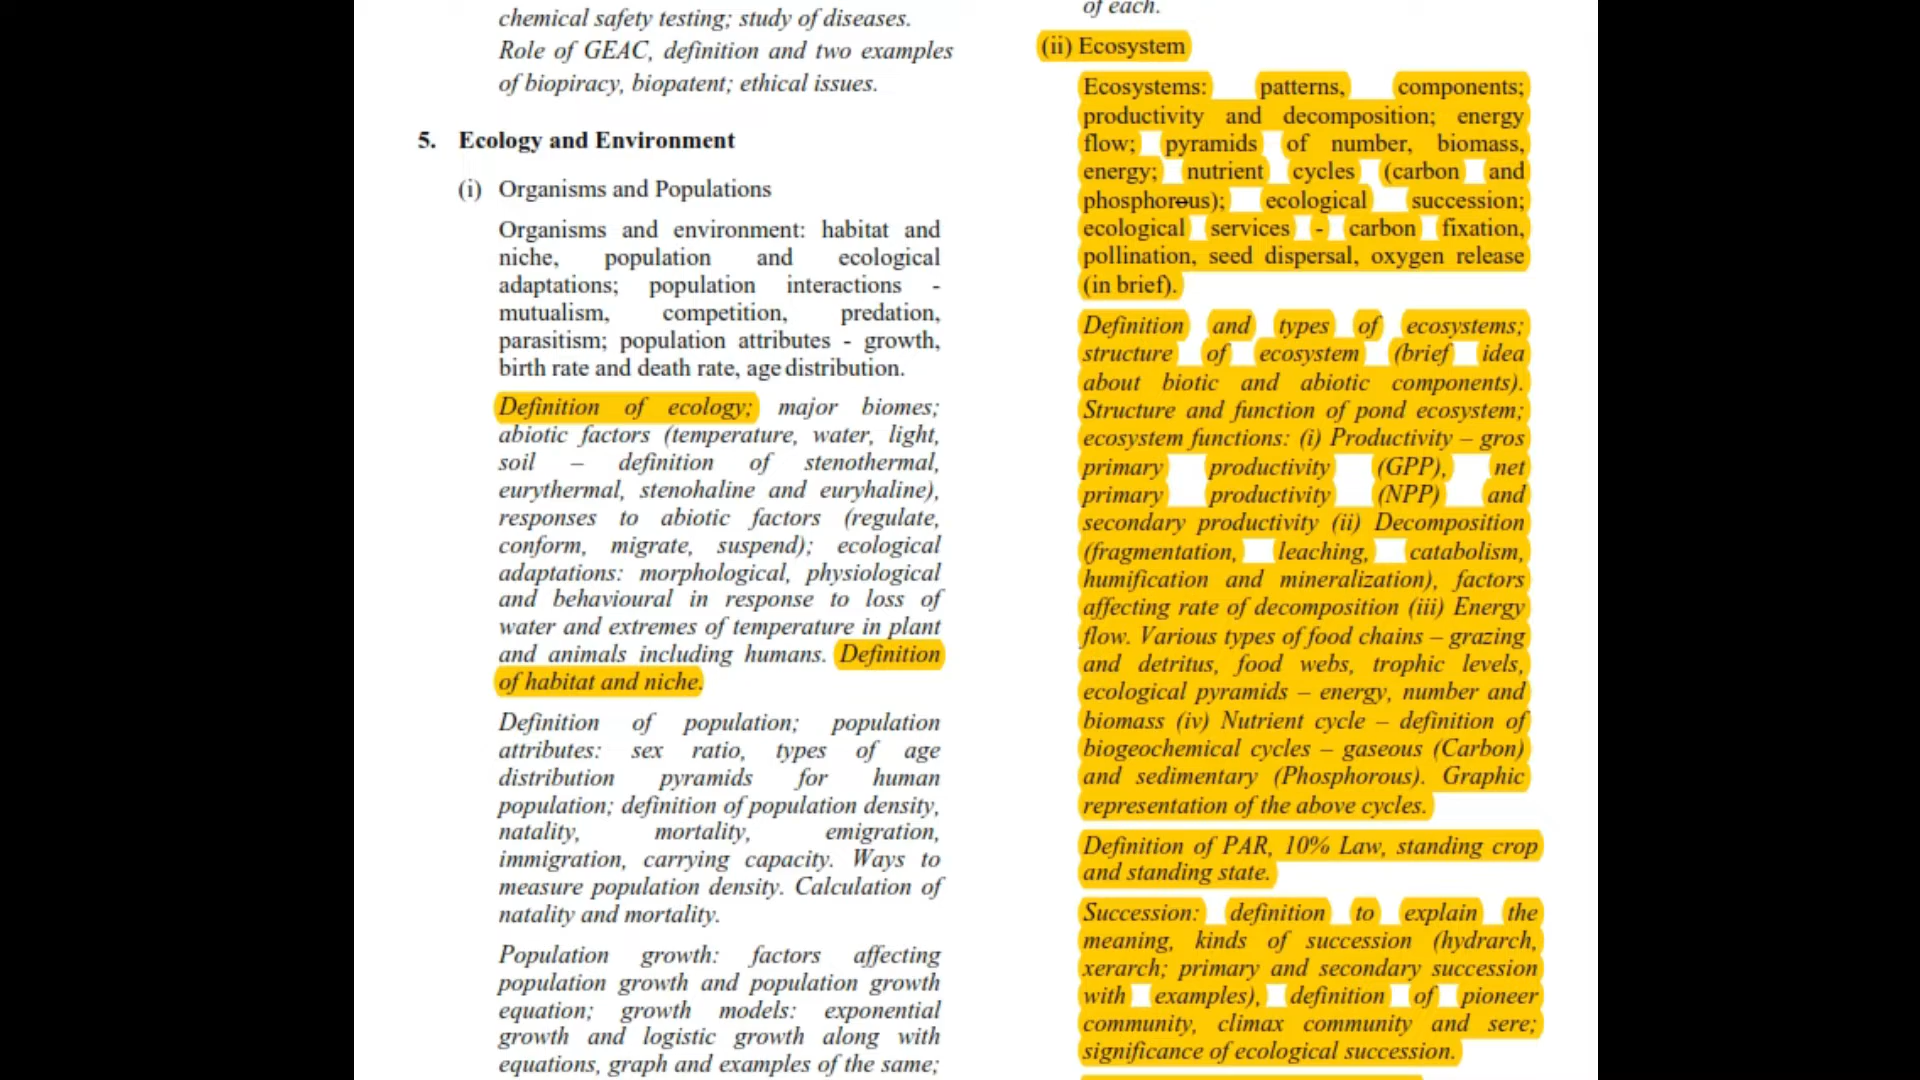 chemical safety testing; study of diseases.
Role of GEAC, definition and two examples
of biopiracy, biopatent; ethical issues.
5. Ecology and Environment
(i) Organisms and Populations
Organisms and environment: habitat and
niche, population and ecological
adaptations; population interactions -
mutualism, competition, predation,
parasitism; population attributes - growth,
birth rate and death rate, age distribution.
Definition of ecology; major biomes;
abiotic factors (temperature, water, light,
soil – definition of stenothermal,
eurythermal, stenohaline and euryhaline),
responses to abiotic factors (regulate,
conform, migrate, suspend); ecological
adaptations: morphological, physiological
and behavioural in response to loss of
water and extremes of temperature in plant
and animals including humans. Definition
of habitat and niche.
Definition of population; population
attributes: sex ratio, types of age
distribution pyramids for human
population; definition of population density,
natality, mortality, emigration,
immigration, carrying capacity. Ways to
measure population density. Calculation of
natality and mortality.
Population growth: factors affecting
population growth and population growth
equation; growth models: exponential
growth and logistic growth along with
equations, graph and examples of the same;
of each.
(ii) Ecosystem
Ecosystems: patterns, components;
productivity and decomposition; energy
flow; pyramids of number, biomass,
energy; nutrient cycles (carbon and
phosphorous); ecological succession;
ecological services - carbon fixation,
pollination, seed dispersal, oxygen release
(in brief).
Definition and types of ecosystems;
structure of ecosystem (brief idea
about biotic and abiotic components).
Structure and function of pond ecosystem;
ecosystem functions: (i) Productivity – gros
primary productivity (GPP), net
primary productivity (NPP) and
secondary productivity (ii) Decomposition
(fragmentation, leaching, catabolism,
humification and mineralization), factors
affecting rate of decomposition (iii) Energy
flow. Various types of food chains – grazing
and detritus, food webs, trophic levels,
ecological pyramids – energy, number and
biomass (iv) Nutrient cycle – definition of
biogeochemical cycles – gaseous (Carbon)
and sedimentary (Phosphorous). Graphic
representation of the above cycles.
Definition of PAR, 10% Law, standing crop
and standing state.
Succession: definition to explain the
meaning, kinds of succession (hydrarch,
xerarch; primary and secondary succession
with examples), definition of pioneer
community, climax community and sere;
significance of ecological succession.